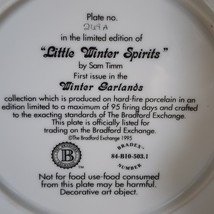 Plate no.
249A
in the limited edition of
"Little Winter Spirits"
by Sam Timm
First issue in the
Winter Garlands
collection which is produced on hard-fire porcelain in an
edition limited to a maximum of 95 firing days and crafted
to the exacting standards of The Bradford Exchange.
This plate is officially listed for
trading on the Bradford Exchange.
©The Bradford Exchange 1995
B
BRADEX®
84-B10-503.1
NUMBER
Not for food use-food consumed
from this plate may be harmful.
Decorative art object.